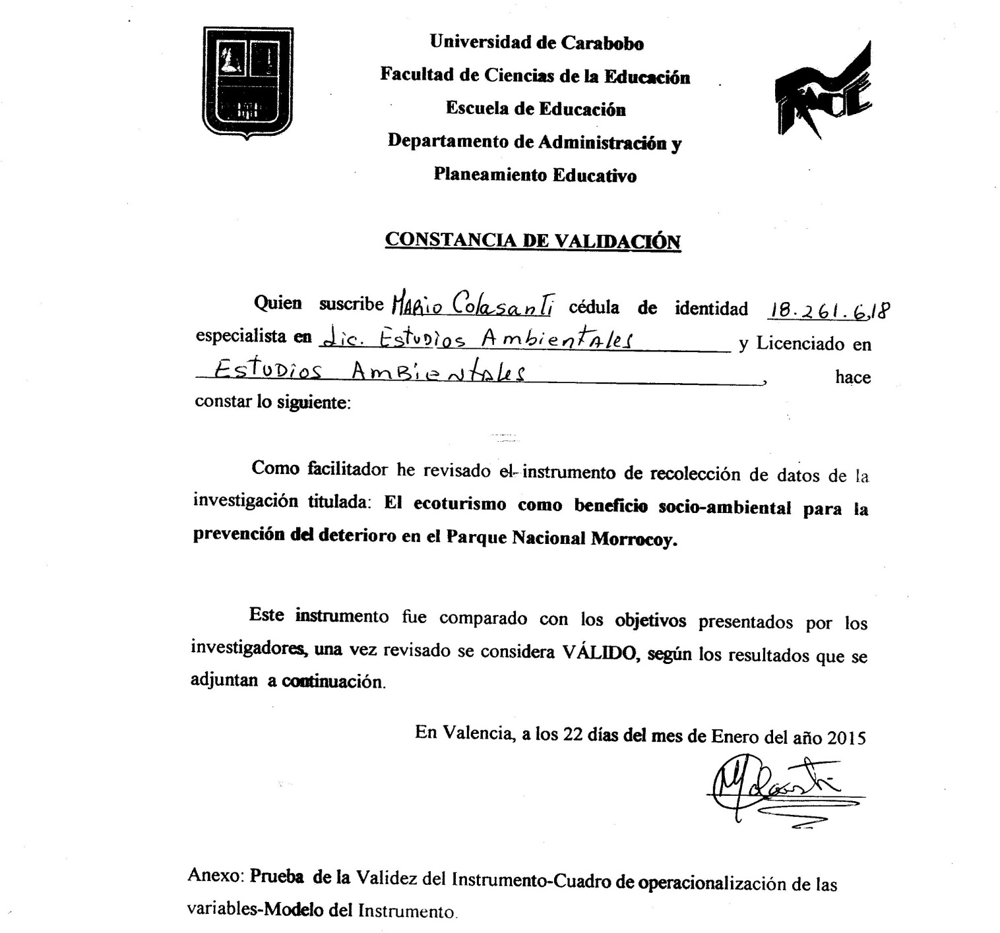 Universidad de Carabobo
Facultad de Ciencias de la Educación
Escuela de Educación
Departamento de Administración y
Planeamiento Educativo
FACE
CONSTANCIA DE VALIDACIÓN
Quien suscribe MARio Colasanti cédula de identidad 18.261.618
especialista en Lic. EstuDios AmbientAles y Licenciado en
EstuDios AmBientAles, hace
constar lo siguiente:
Como facilitador he revisado el instrumento de recolección de datos de la
investigación titulada: El ecoturismo como beneficio socio-ambiental para la
prevención del deterioro en el Parque Nacional Morrocoy.
Este instrumento fue comparado con los objetivos presentados por los
investigadores, una vez revisado se considera VÁLIDO, según los resultados que se
adjuntan a continuación.
En Valencia, a los 22 días del mes de Enero del año 2015
Anexo: Prueba de la Validez del Instrumento-Cuadro de operacionalización de las
variables-Modelo del Instrumento.